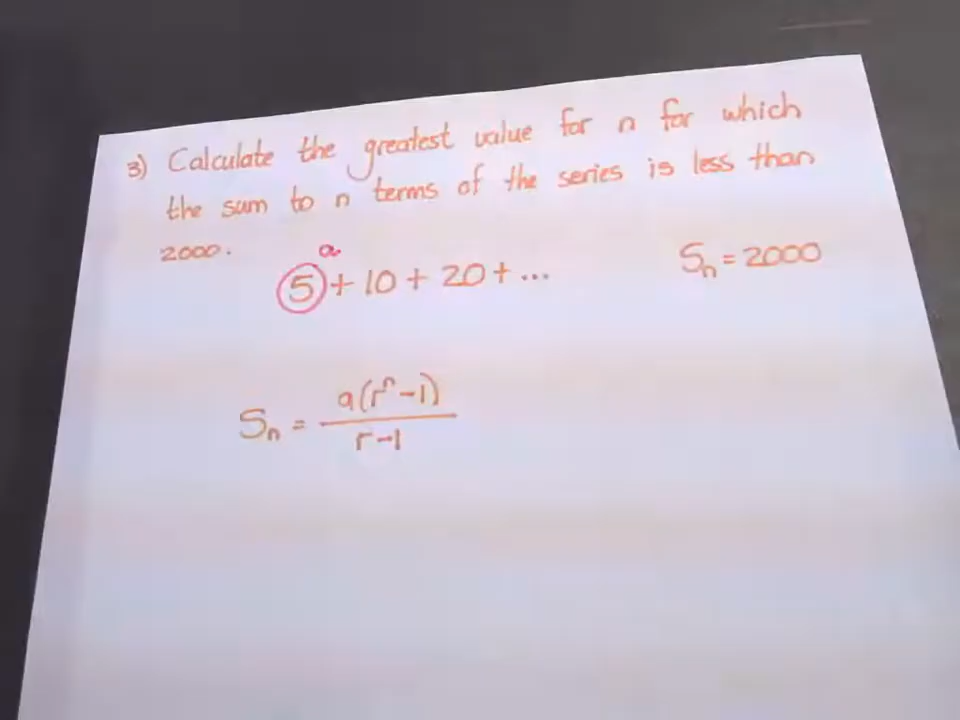 3) Calculate the greatest value for n for which
the sum to n terms of the series is less than
2000.
a
5 + 10 + 20 + ...
Sn = 2000
Sn = a(rⁿ-1)
r-1